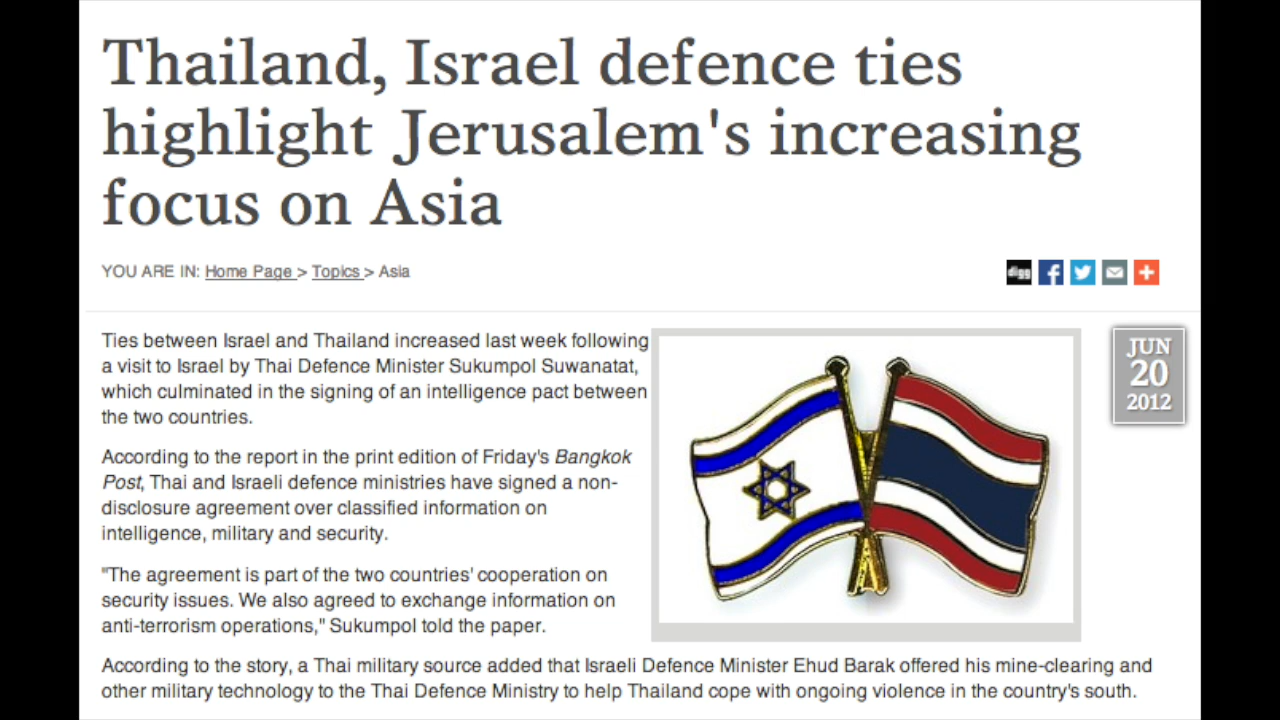 Thailand, Israel defence ties
highlight Jerusalem's increasing
focus on Asia
YOU ARE IN: Home Page > Topics > Asia
digg
Ties between Israel and Thailand increased last week following
a visit to Israel by Thai Defence Minister Sukumpol Suwanatat,
which culminated in the signing of an intelligence pact between
the two countries.
JUN
20
2012
According to the report in the print edition of Friday's Bangkok
Post, Thai and Israeli defence ministries have signed a non-
disclosure agreement over classified information on
intelligence, military and security.
"The agreement is part of the two countries' cooperation on
security issues. We also agreed to exchange information on
anti-terrorism operations," Sukumpol told the paper.
According to the story, a Thai military source added that Israeli Defence Minister Ehud Barak offered his mine-clearing and
other military technology to the Thai Defence Ministry to help Thailand cope with ongoing violence in the country's south.